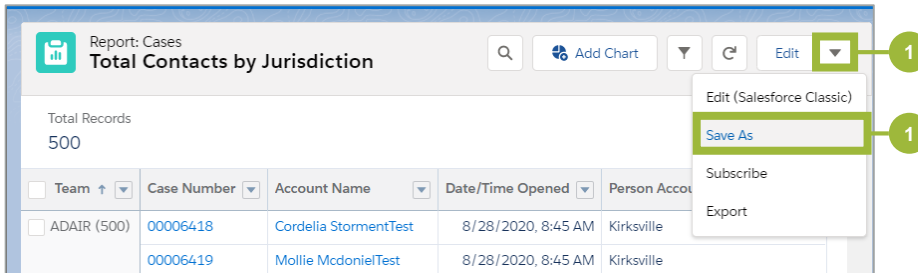 Report: Cases
Total Contacts by Jurisdiction
Add Chart
Edit
1
Edit (Salesforce Classic)
Save As
1
Subscribe
Export
Total Records
500
Team ↑ Case Number Account Name Date/Time Opened Person Accou
ADAIR (500) 00006418 Cordelia StormentTest 8/28/2020, 8:45 AM Kirksville
00006419 Mollie McdonielTest 8/28/2020, 8:45 AM Kirksville